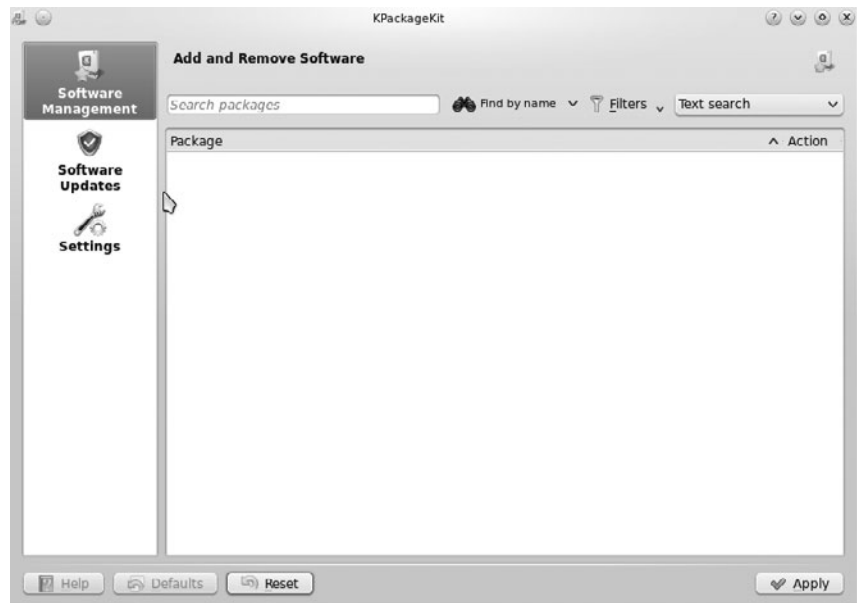 KPackageKit
Software
Management
Software
Updates
Settings
Add and Remove Software
Search packages
Find by name
Filters
Text search
Package
Action
Help
Defaults
Reset
Apply